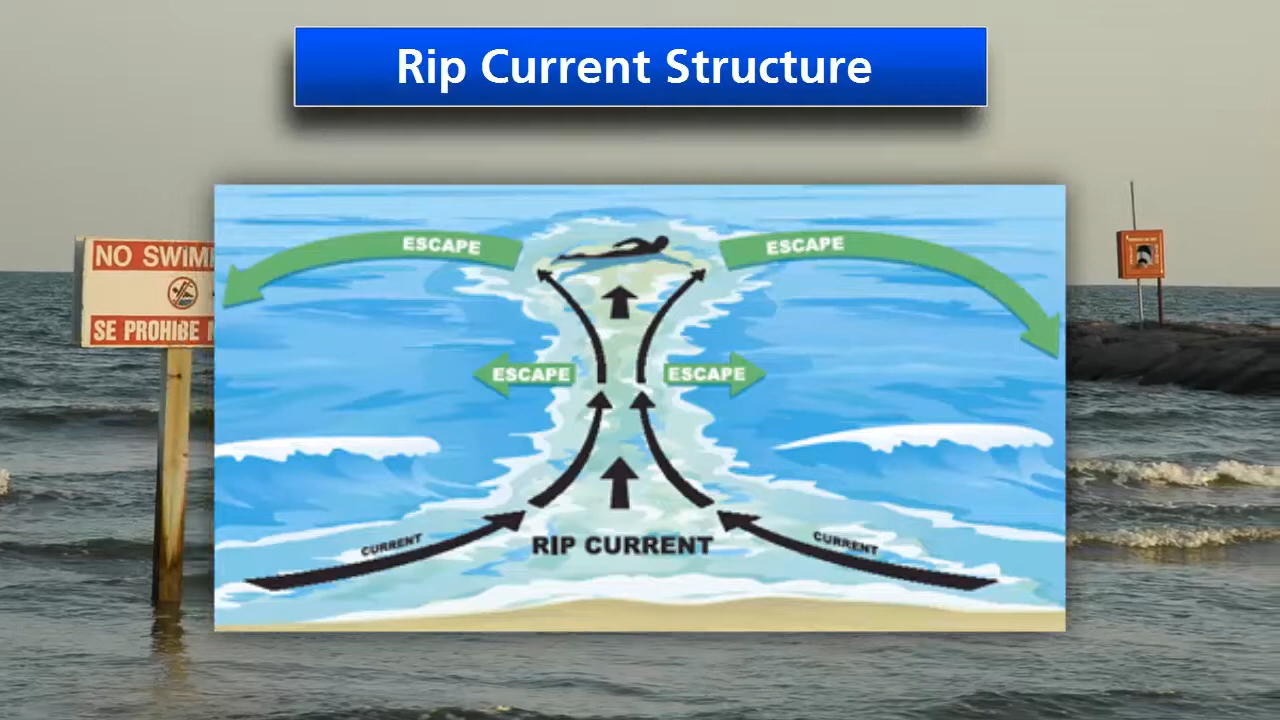 Rip Current Structure
NO SWIM
SE PROHIBE
ESCAPE
ESCAPE
ESCAPE
ESCAPE
CURRENT
RIP CURRENT
CURRENT